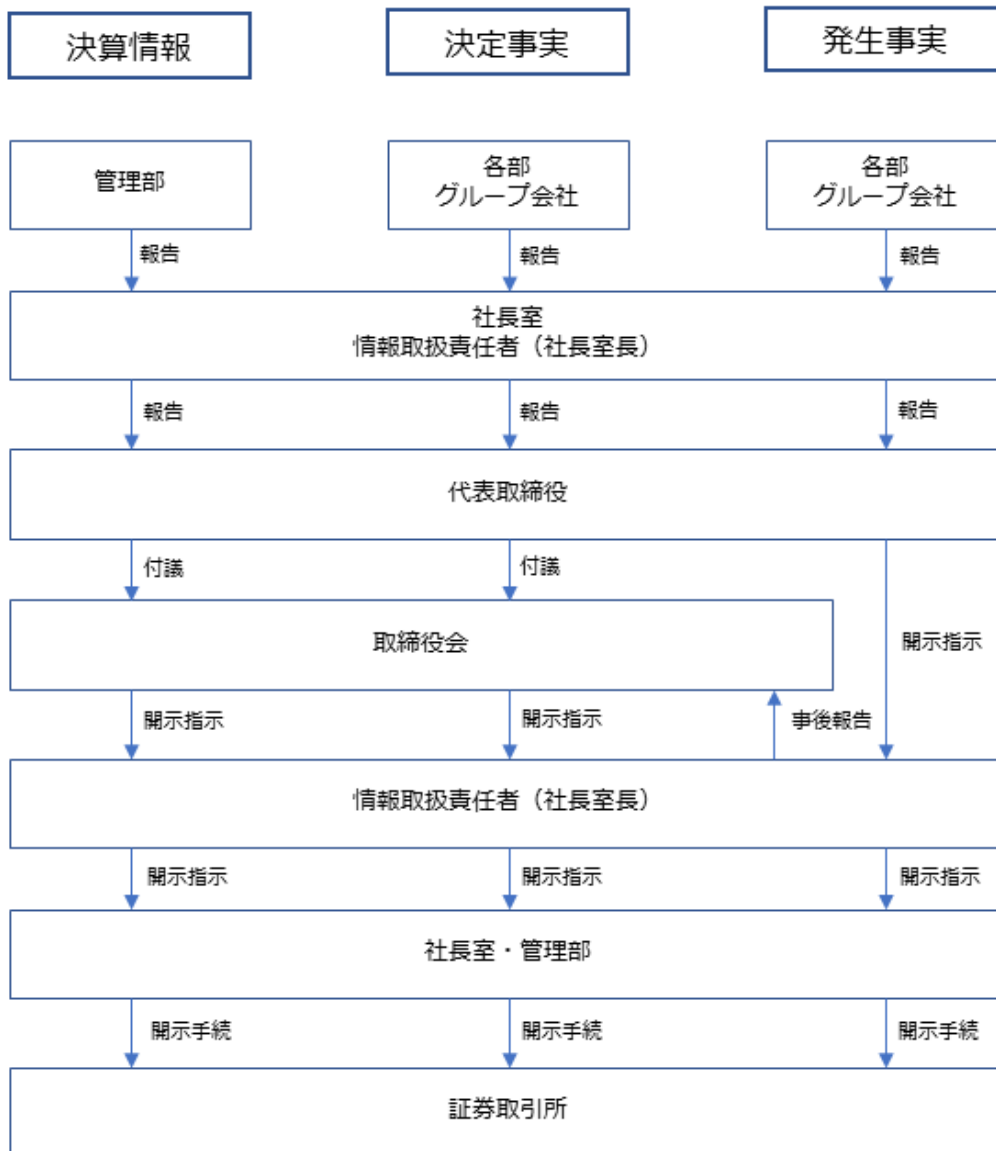 決算情報
決定事実
発生事実
管理部
各部
グループ会社
各部
グループ会社
報告
報告
報告
社長室
情報取扱責任者（社長室長）
報告
報告
報告
代表取締役
付議
付議
開示指示
取締役会
開示指示
開示指示
事後報告
情報取扱責任者（社長室長）
開示指示
開示指示
開示指示
社長室・管理部
開示手続
開示手続
開示手続
証券取引所